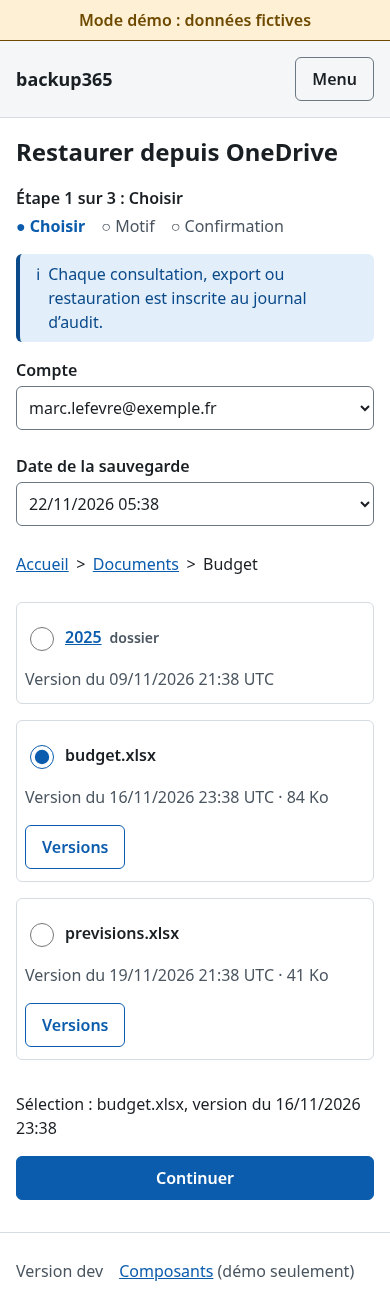 Mode démo : données fictives
backup365
Menu
Restaurer depuis OneDrive
Étape 1 sur 3 : Choisir
● Choisir ○ Motif ○ Confirmation
i Chaque consultation, export ou
restauration est inscrite au journal
d’audit.
Compte
marc.lefevre@exemple.fr
Date de la sauvegarde
22/11/2026 05:38
Accueil > Documents > Budget
2025 dossier
Version du 09/11/2026 21:38 UTC
budget.xlsx
Version du 16/11/2026 23:38 UTC · 84 Ko
Versions
previsions.xlsx
Version du 19/11/2026 21:38 UTC · 41 Ko
Versions
Sélection : budget.xlsx, version du 16/11/2026
23:38
Continuer
Version dev Composants (démo seulement)